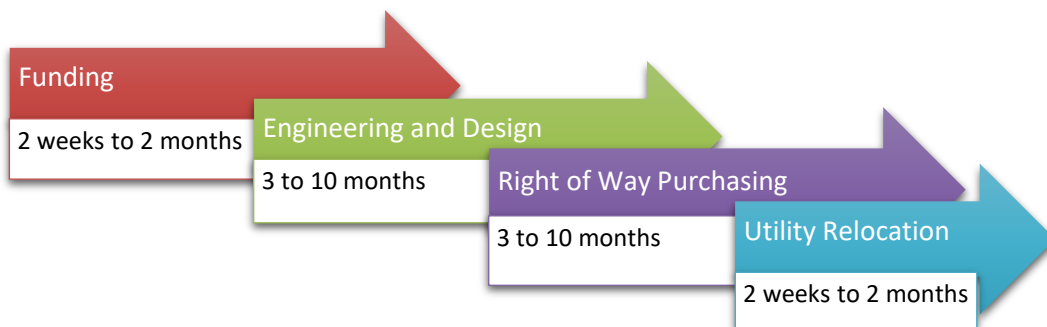 Funding
2 weeks to 2 months
Engineering and Design
3 to 10 months
Right of Way Purchasing
3 to 10 months
Utility Relocation
2 weeks to 2 months